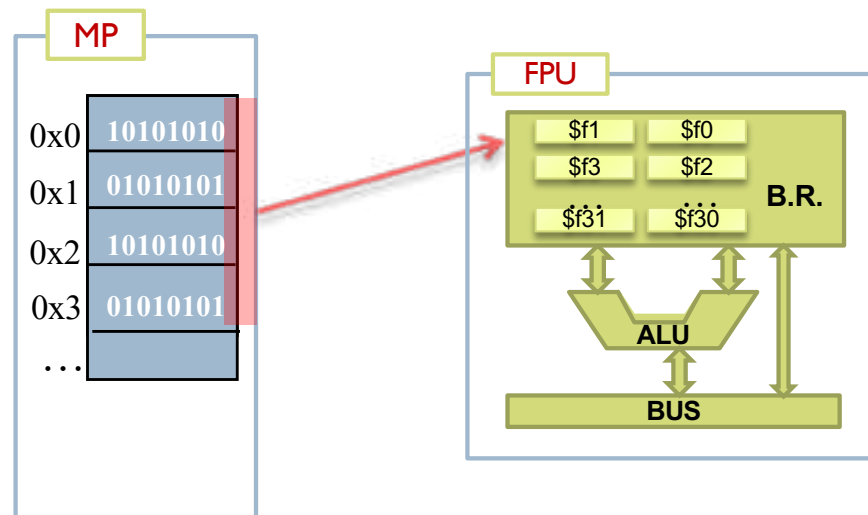 MP
0x0 10101010
0x1 01010101
0x2 10101010
0x3 01010101
...
FPU
$f1 $f0
$f3 $f2
... ...
$f31 $f30
B.R.
ALU
BUS